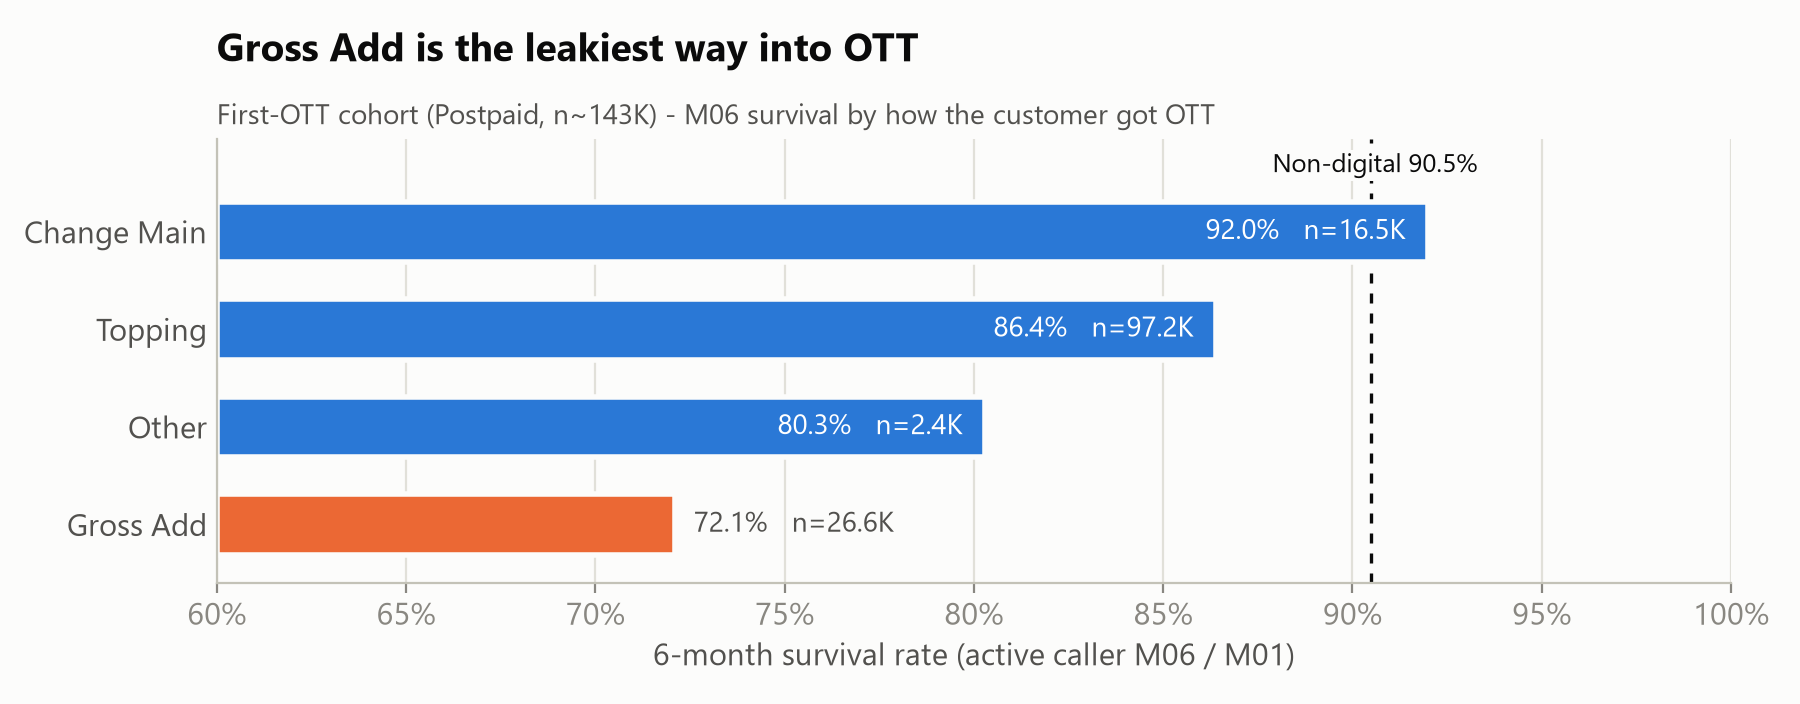 Gross Add is the leakiest way into OTT
First-OTT cohort (Postpaid, n~143K) - M06 survival by how the customer got OTT
Non-digital 90.5%
Change Main 92.0% n=16.5K
Topping 86.4% n=97.2K
Other 80.3% n=2.4K
Gross Add 72.1% n=26.6K
60% 65% 70% 75% 80% 85% 90% 95% 100%
6-month survival rate (active caller M06 / M01)